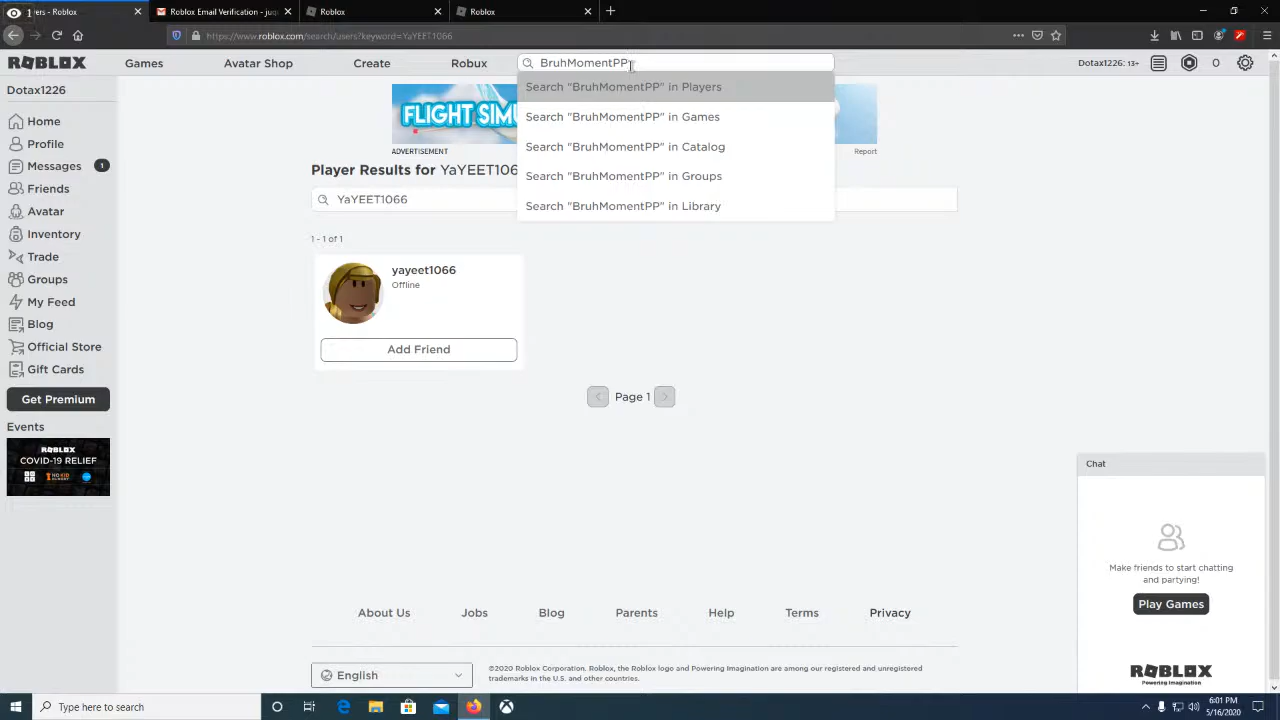 1 ers - Roblox
Roblox Email Verification - jug
Roblox
Roblox
https://www.roblox.com/search/users?keyword=YaYEET1066
ROBLOX
Games
Avatar Shop
Create
Robux
BruhMomentPP
Dotax1226: 13+
0
Search "BruhMomentPP" in Players
Search "BruhMomentPP" in Games
Search "BruhMomentPP" in Catalog
Search "BruhMomentPP" in Groups
Search "BruhMomentPP" in Library
Dotax1226
Home
Profile
Messages 1
Friends
Avatar
Inventory
Trade
Groups
My Feed
Blog
Official Store
Gift Cards
Get Premium
Events
ROBLOX
COVID-19 RELIEF
FLIGHT SIM
ADVERTISEMENT
Report
Player Results for YaYEET106
YaYEET1066
1 - 1 of 1
yayeet1066
Offline
Add Friend
Page 1
Chat
Make friends to start chatting
and partying!
Play Games
ROBLOX
Powering Imagination
About Us
Jobs
Blog
Parents
Help
Terms
Privacy
English
©2020 Roblox Corporation. Roblox, the Roblox logo and Powering Imagination are among our registered and unregistered
trademarks in the U.S. and other countries.
Type here to search
6:01 PM
5/16/2020